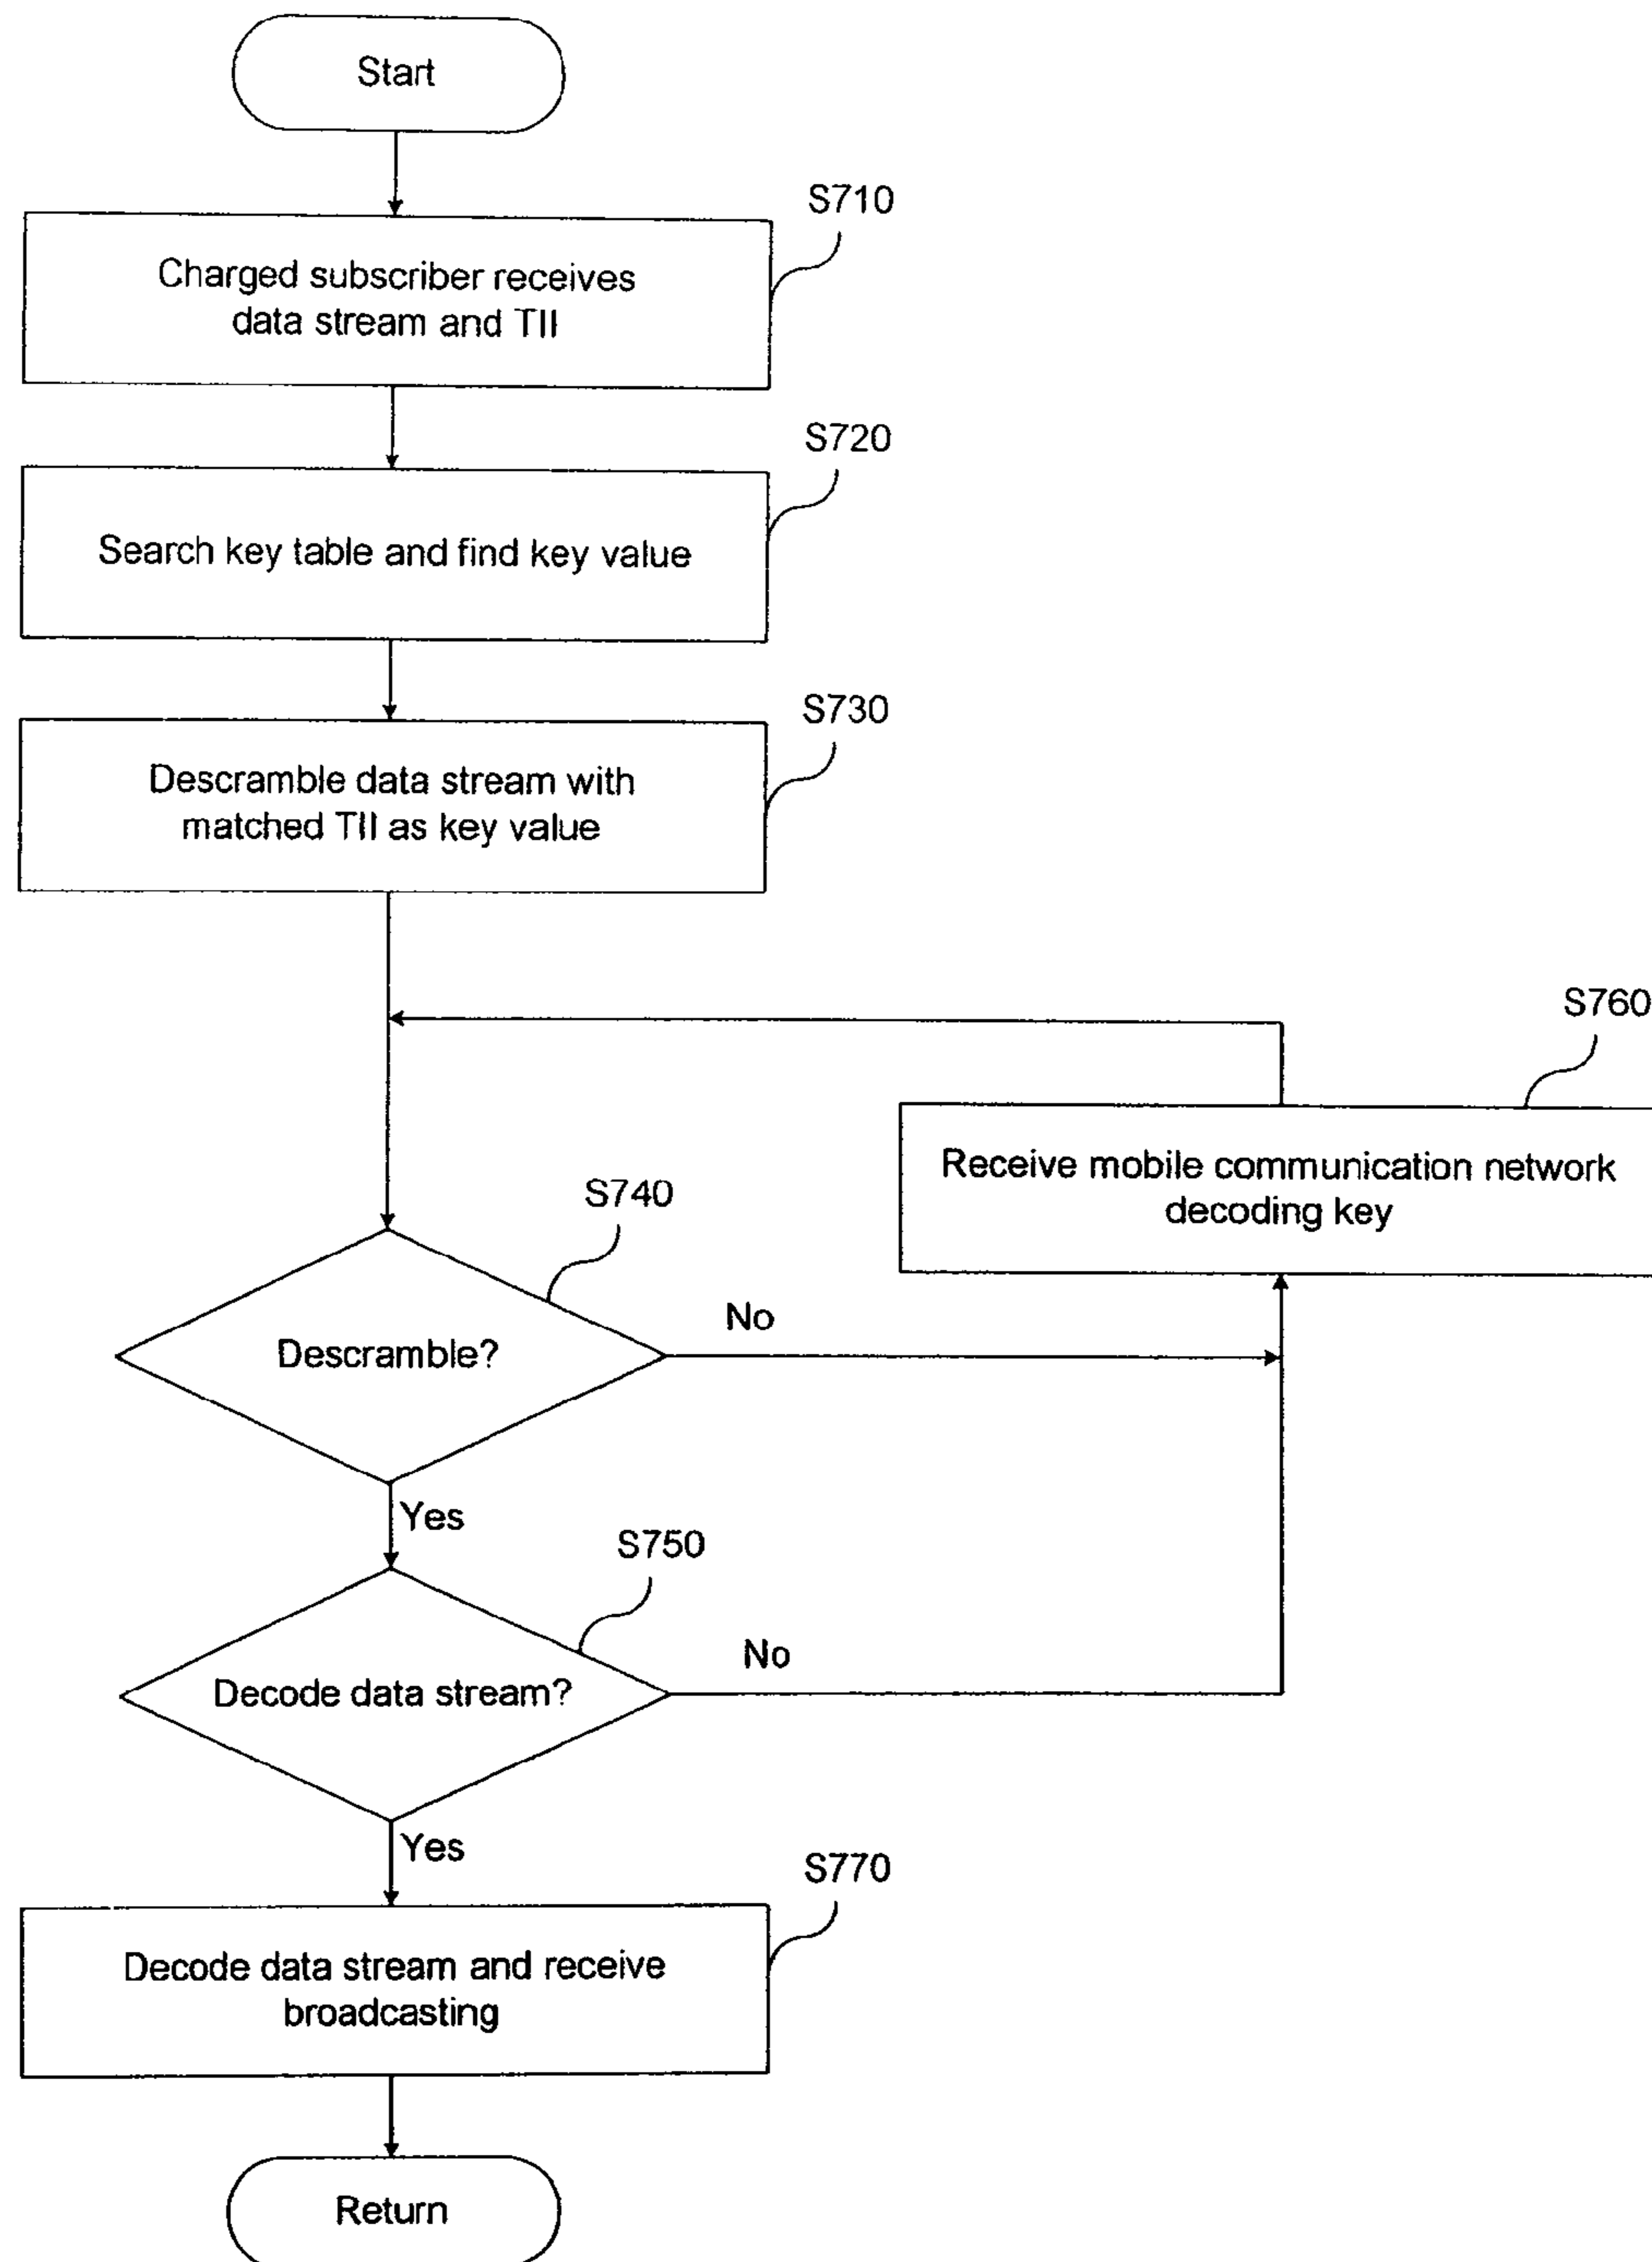 Start
S710
Charged subscriber receives
data stream and TII
S720
Search key table and find key value
S730
Descramble data stream with
matched TII as key value
S760
Receive mobile communication network
decoding key
S740
Descramble?
No
Yes
S750
Decode data stream?
No
Yes
S770
Decode data stream and receive
broadcasting
Return